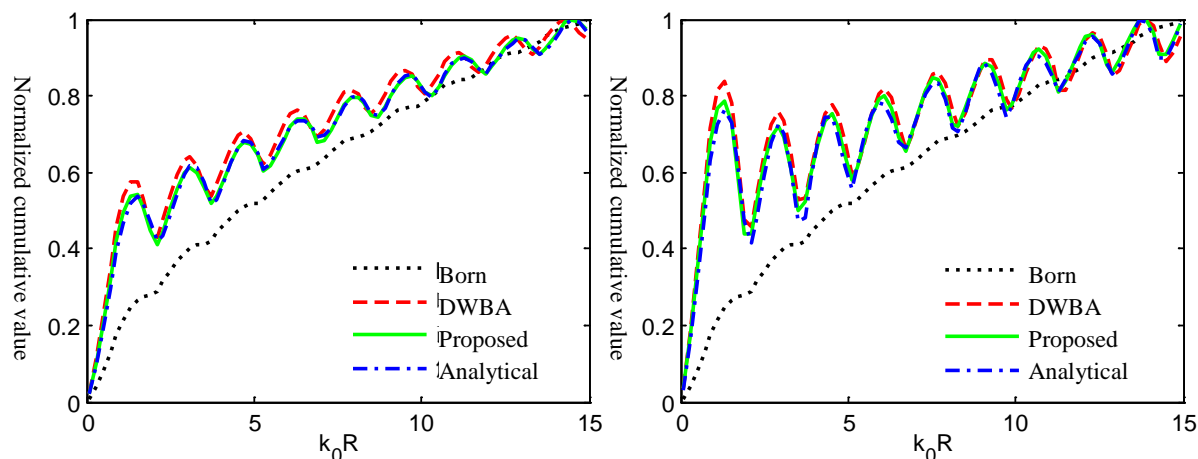 1
0.8
0.6
0.4
0.2
0
Normalized cumulative value
0 5 10 15
k0R
Born
DWBA
Proposed
Analytical
1
0.8
0.6
0.4
0.2
0
Normalized cumulative value
0 5 10 15
k0R
Born
DWBA
Proposed
Analytical